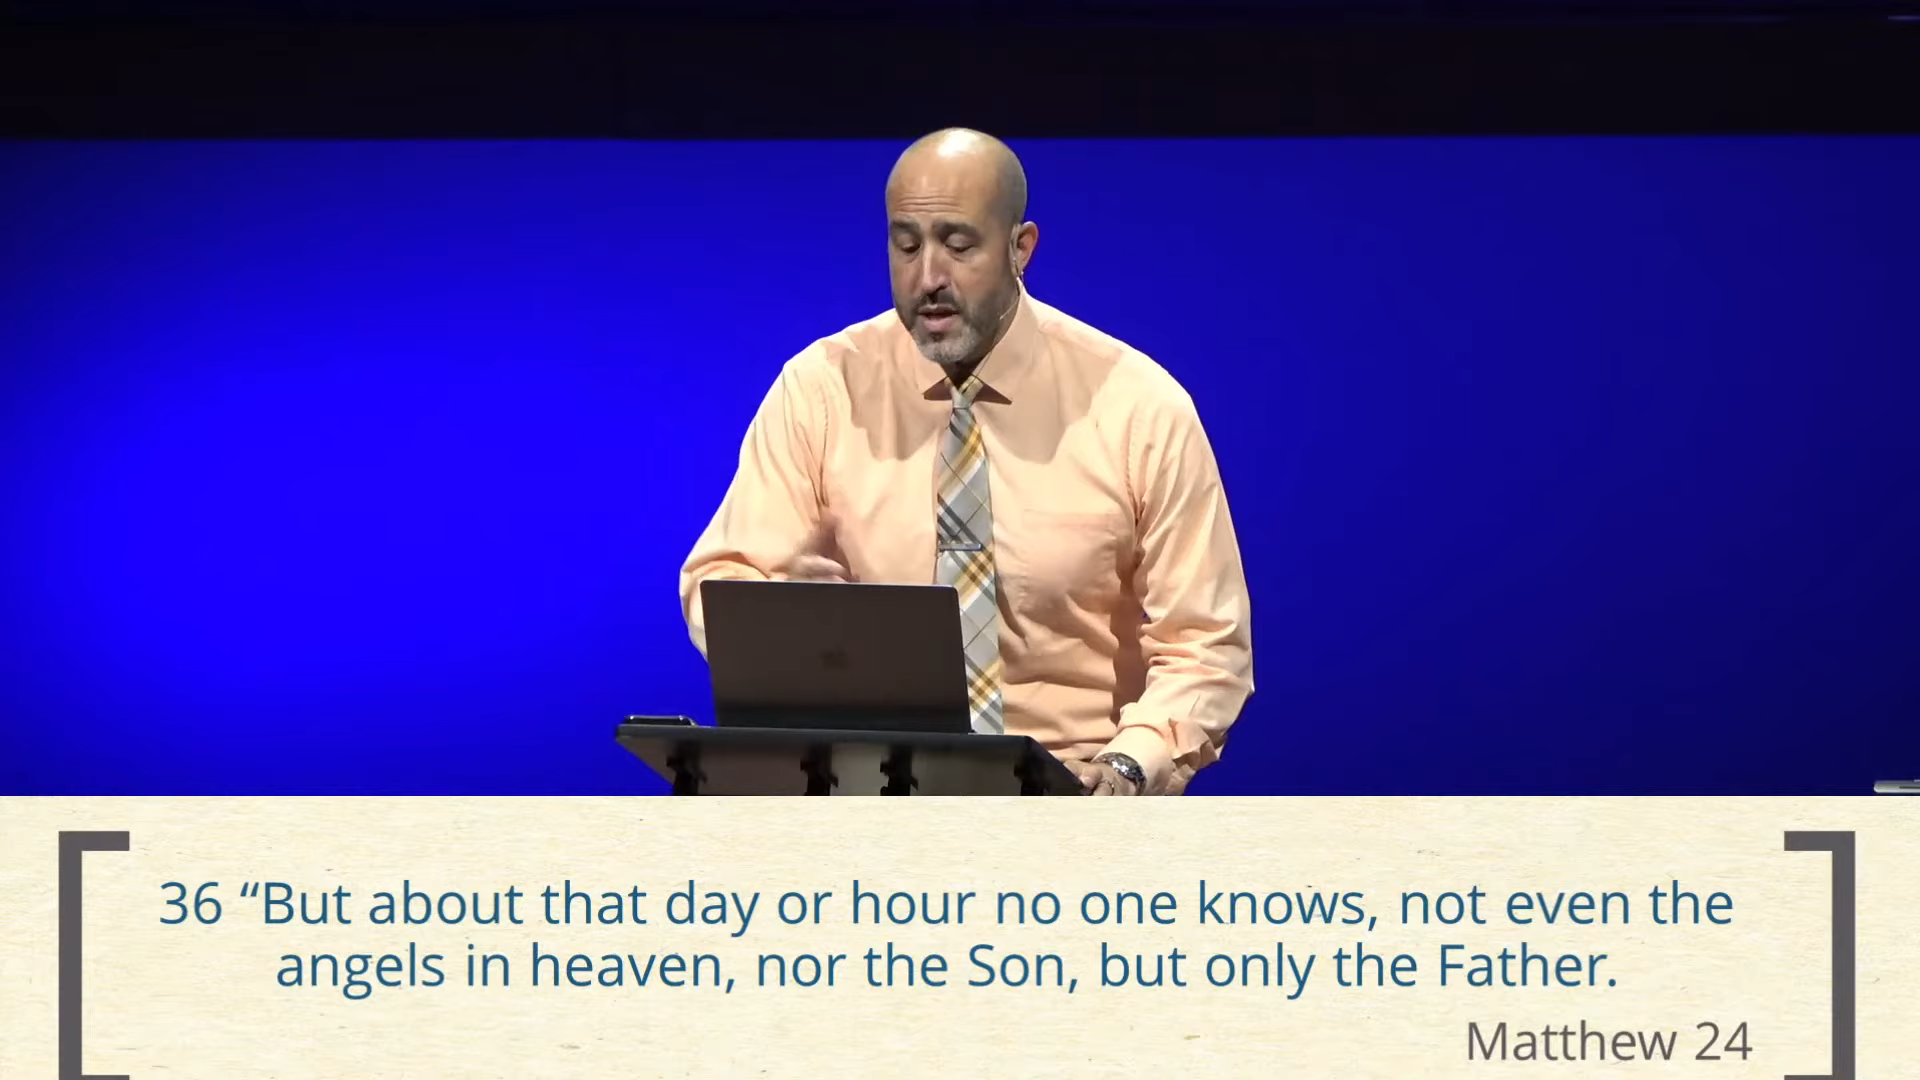 36 “But about that day or hour no one knows, not even the
angels in heaven, nor the Son, but only the Father.
Matthew 24